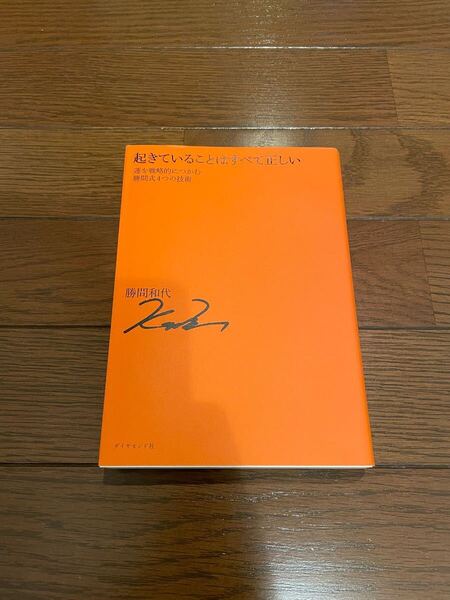 起きていることはすべて正しい
運を戦略的につかむ
勝間式4つの技術
勝間和代
ダイヤモンド社